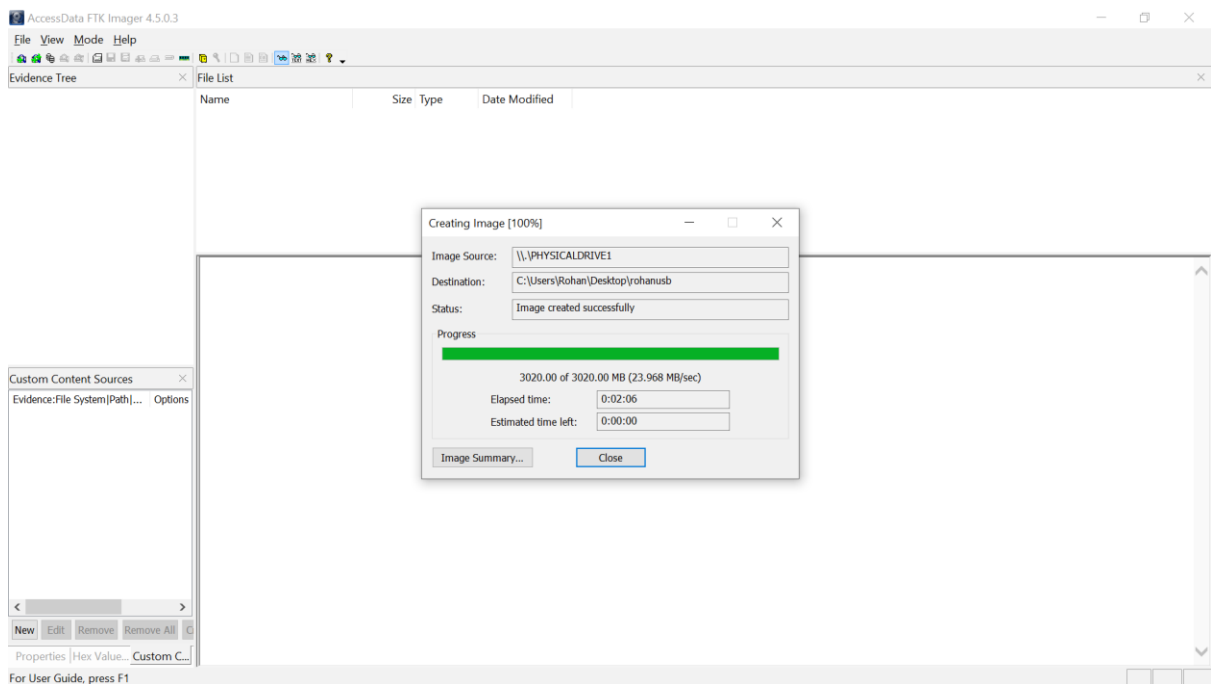 AccessData FTK Imager 4.5.0.3
File View Mode Help
Evidence Tree
File List
Name Size Type Date Modified
Creating Image [100%]
Image Source: \\.\PHYSICALDRIVE1
Destination: C:\Users\Rohan\Desktop\rohanusb
Status: Image created successfully
Progress
3020.00 of 3020.00 MB (23.968 MB/sec)
Elapsed time: 0:02:06
Estimated time left: 0:00:00
Image Summary... Close
Custom Content Sources
Evidence:File System|Path|... Options
New Edit Remove Remove All
Properties Hex Value... Custom C...
For User Guide, press F1